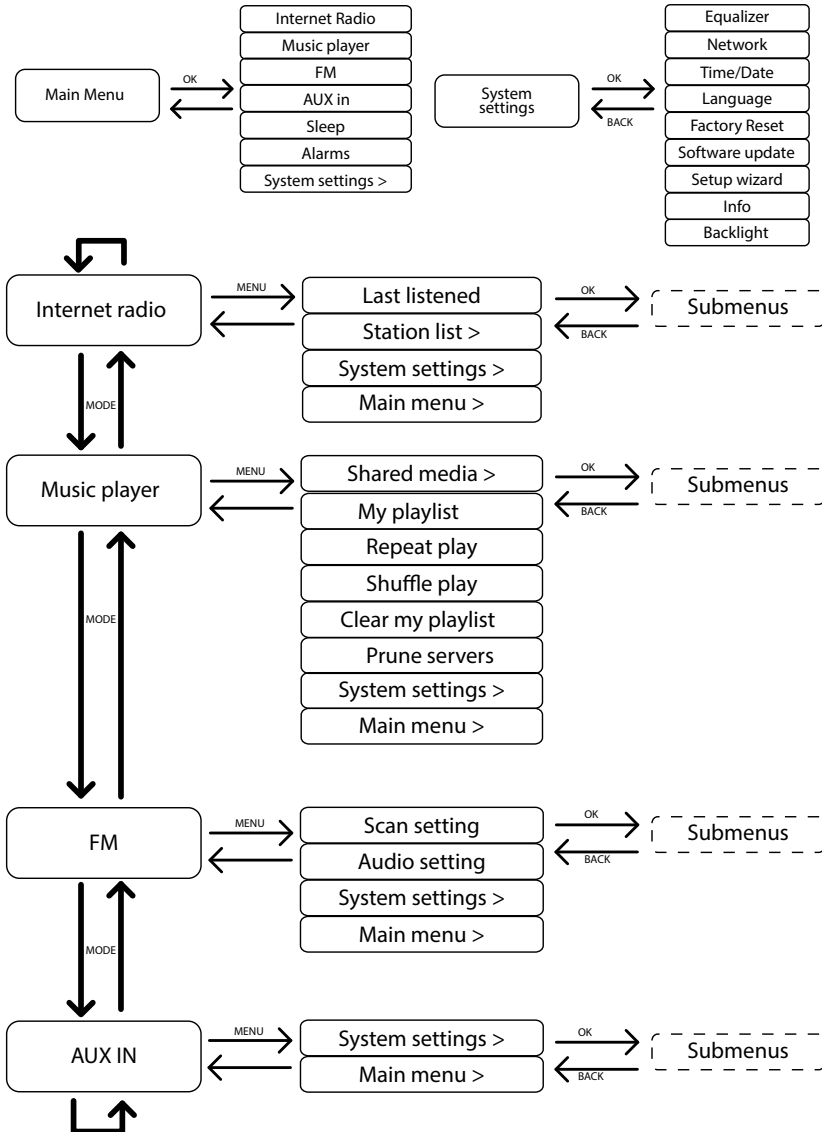 Main Menu
OK
Internet Radio
Music player
FM
AUX in
Sleep
Alarms
System settings >
System
settings
OK
BACK
Equalizer
Network
Time/Date
Language
Factory Reset
Software update
Setup wizard
Info
Backlight
Internet radio
MENU
Last listened
Station list >
System settings >
Main menu >
OK
BACK
Submenus
MODE
Music player
MENU
Shared media >
My playlist
Repeat play
Shuffle play
Clear my playlist
Prune servers
System settings >
Main menu >
OK
BACK
Submenus
MODE
FM
MENU
Scan setting
Audio setting
System settings >
Main menu >
OK
BACK
Submenus
MODE
AUX IN
MENU
System settings >
Main menu >
OK
BACK
Submenus